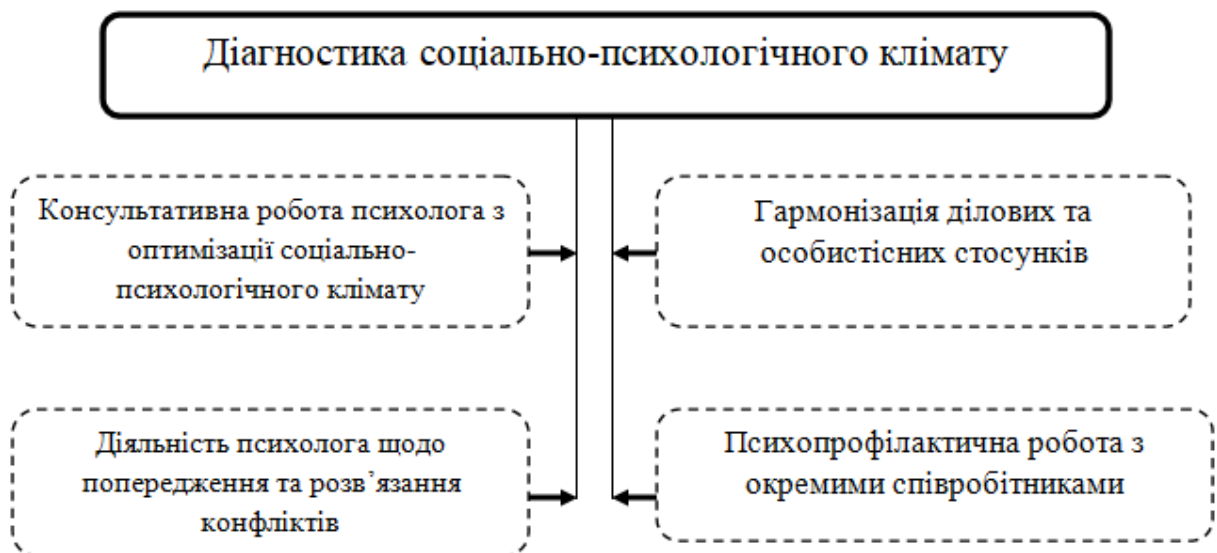 Діагностика соціально-психологічного клімату
Консультативна робота психолога з
оптимізації соціально-
психологічного клімату
Гармонізація ділових та
особистісних стосунків
Діяльність психолога щодо
попередження та розв’язання
конфліктів
Психопрофілактична робота з
окремими співробітниками